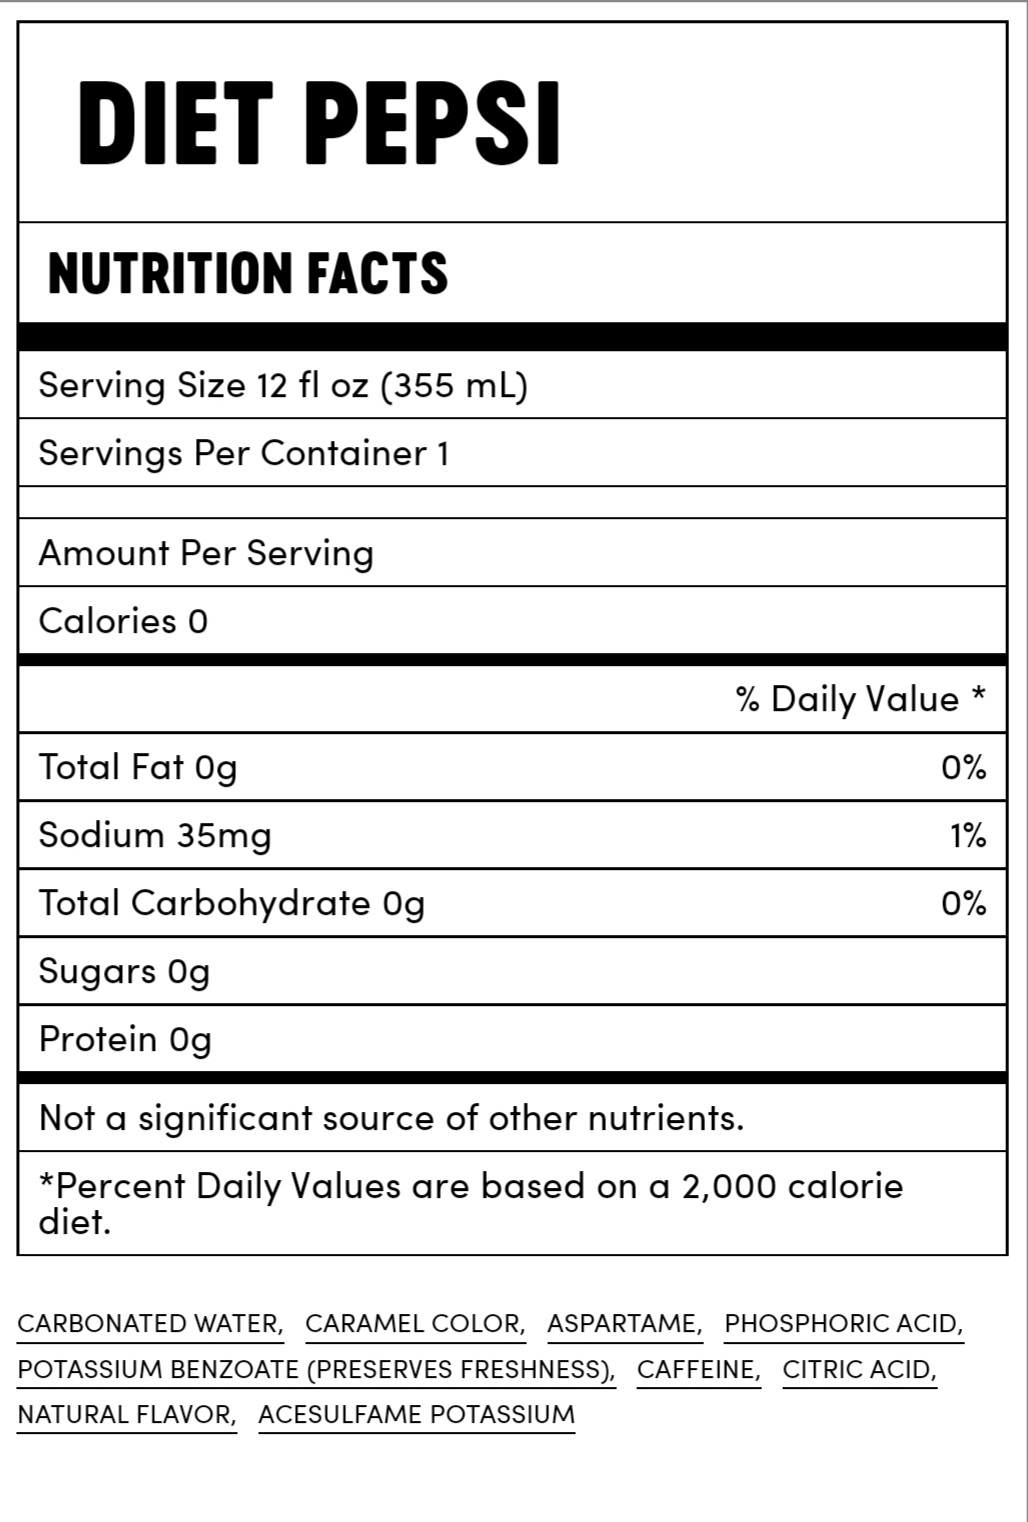 DIET PEPSI
NUTRITION FACTS
Serving Size 12 fl oz (355 mL)
Servings Per Container 1
Amount Per Serving
Calories 0
% Daily Value *
Total Fat 0g 0%
Sodium 35mg 1%
Total Carbohydrate 0g 0%
Sugars 0g
Protein 0g
Not a significant source of other nutrients.
*Percent Daily Values are based on a 2,000 calorie
diet.
CARBONATED WATER, CARAMEL COLOR, ASPARTAME, PHOSPHORIC ACID,
POTASSIUM BENZOATE (PRESERVES FRESHNESS), CAFFEINE, CITRIC ACID,
NATURAL FLAVOR, ACESULFAME POTASSIUM